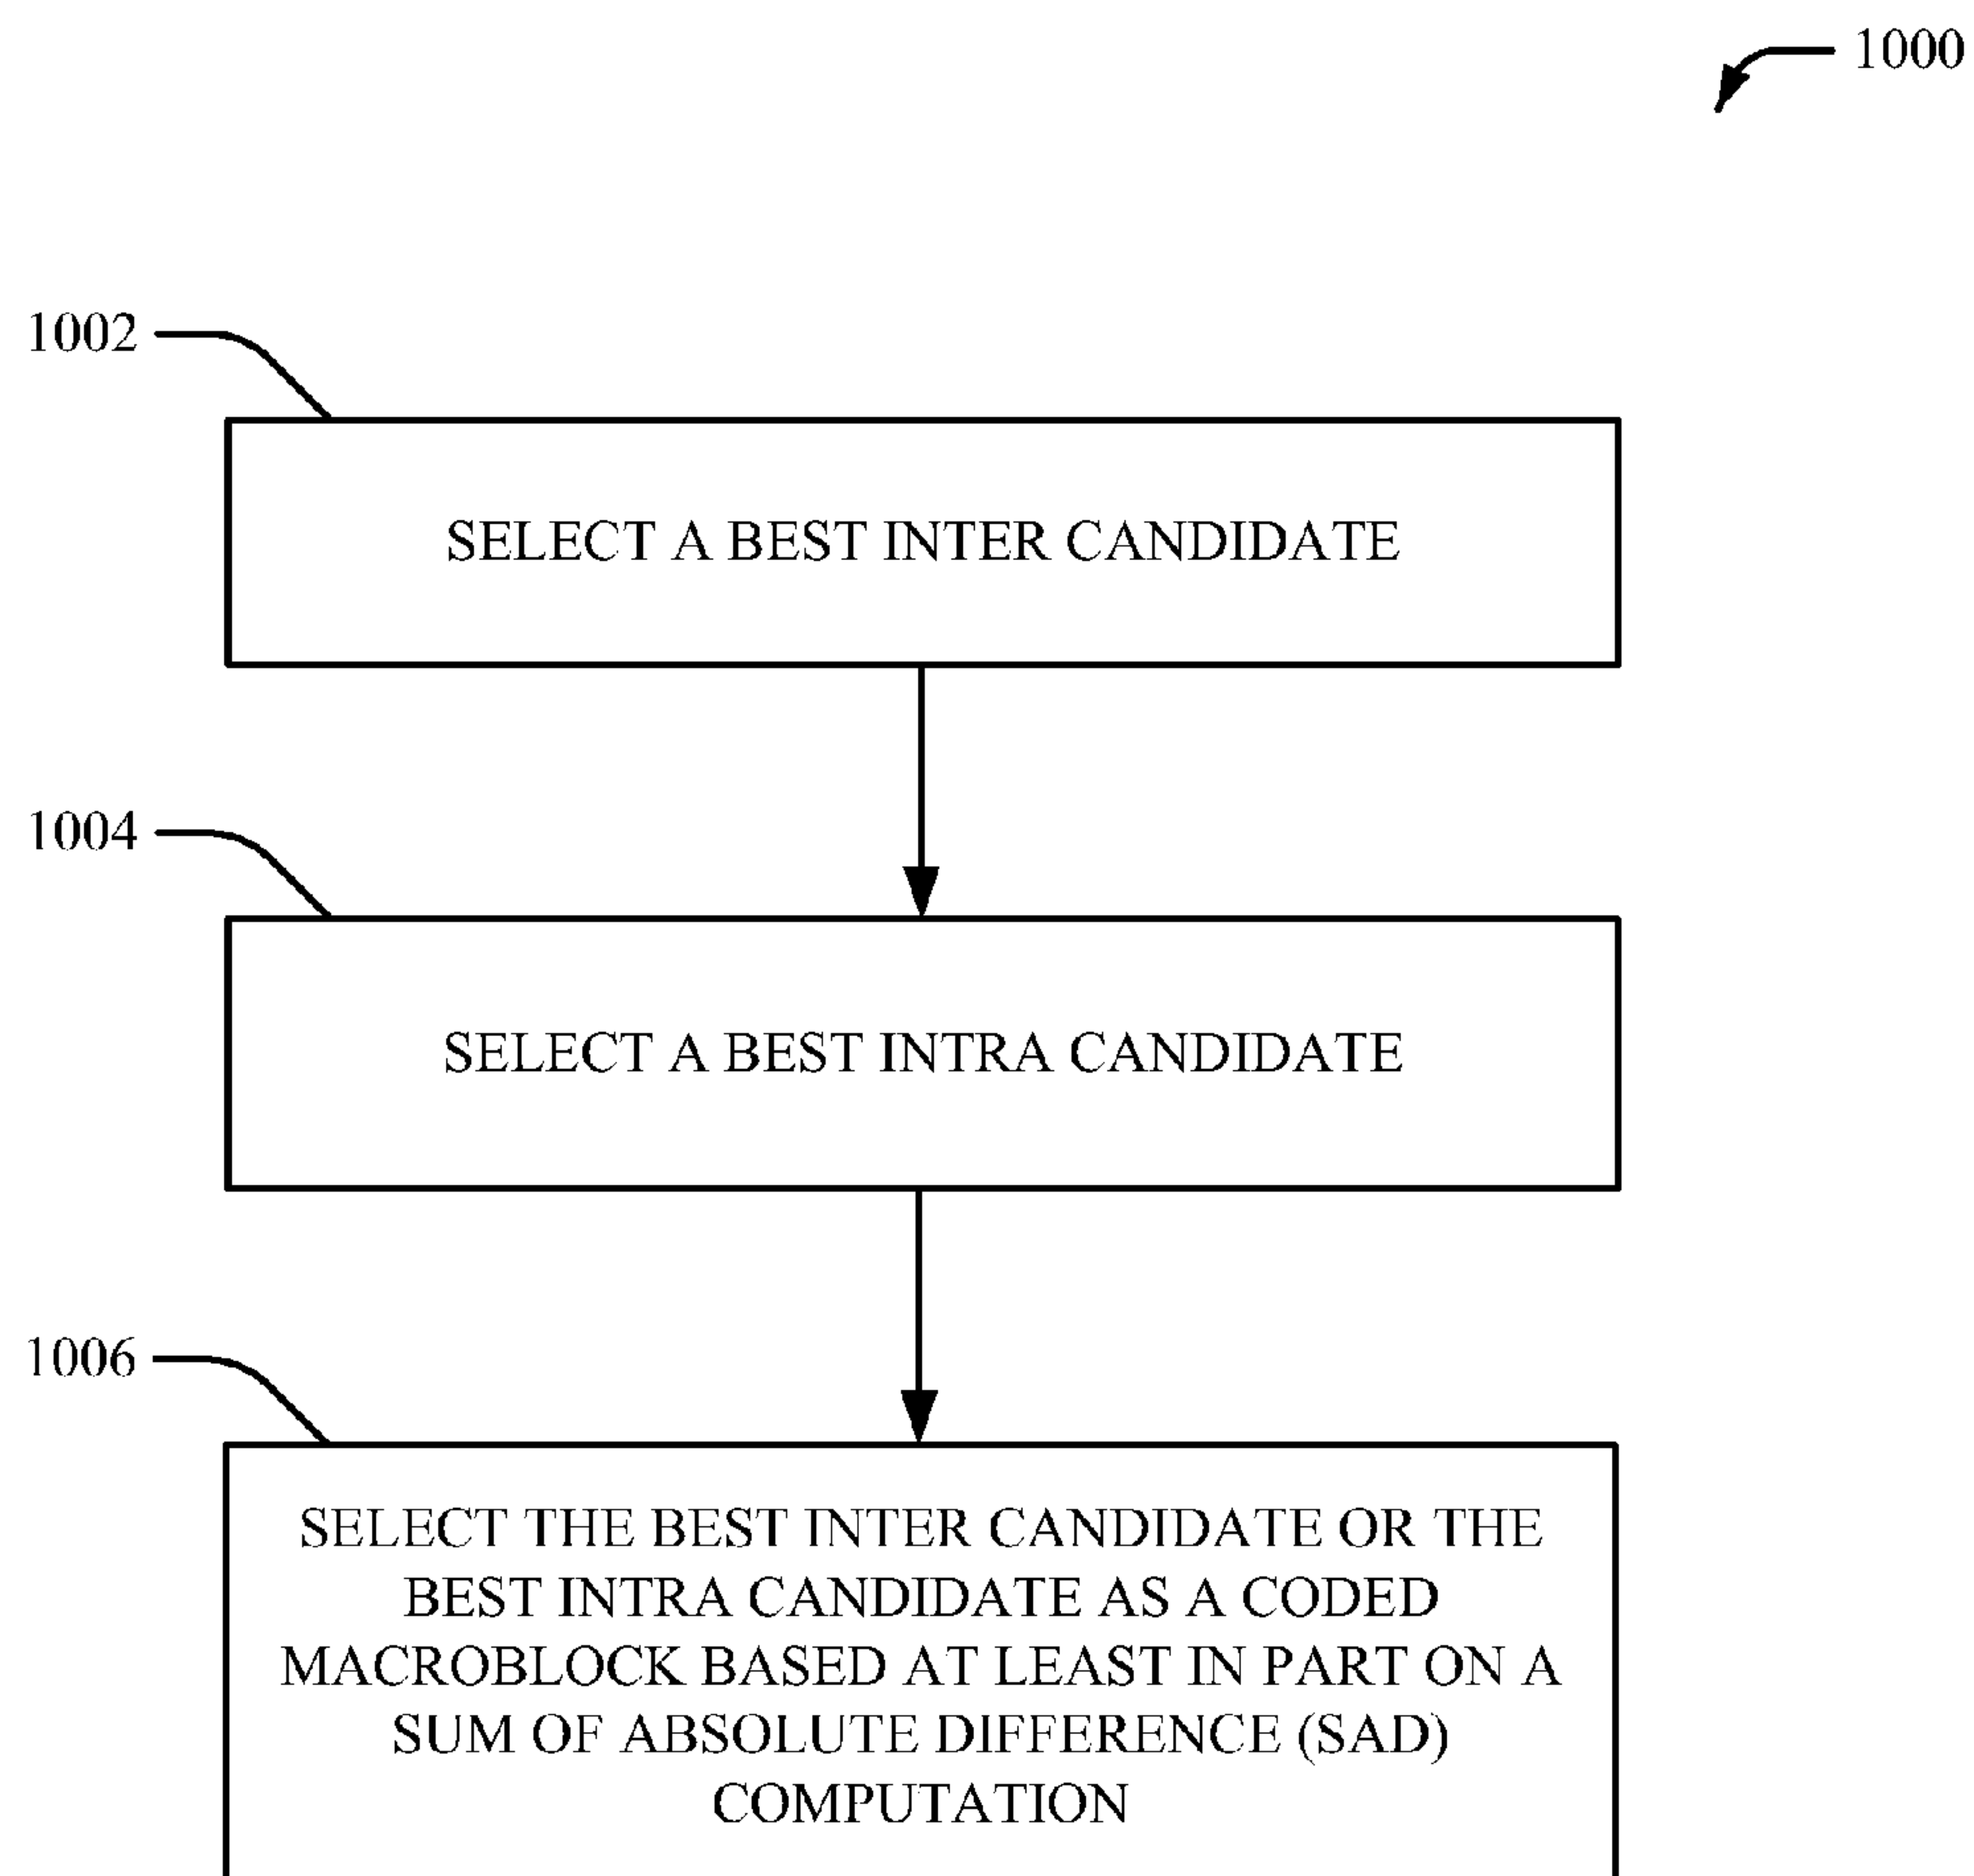 1000
1002
SELECT A BEST INTER CANDIDATE
1004
SELECT A BEST INTRA CANDIDATE
1006
SELECT THE BEST INTER CANDIDATE OR THE
BEST INTRA CANDIDATE AS A CODED
MACROBLOCK BASED AT LEAST IN PART ON A
SUM OF ABSOLUTE DIFFERENCE (SAD)
COMPUTATION